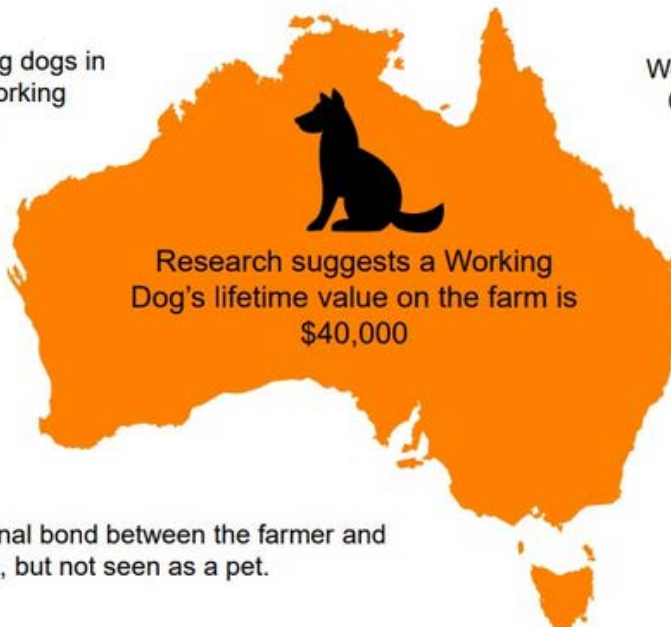 g dogs in
orking
W
Research suggests a Working
Dog's lifetime value on the farm is
$40,000
nal bond between the farmer and
, but not seen as a pet.